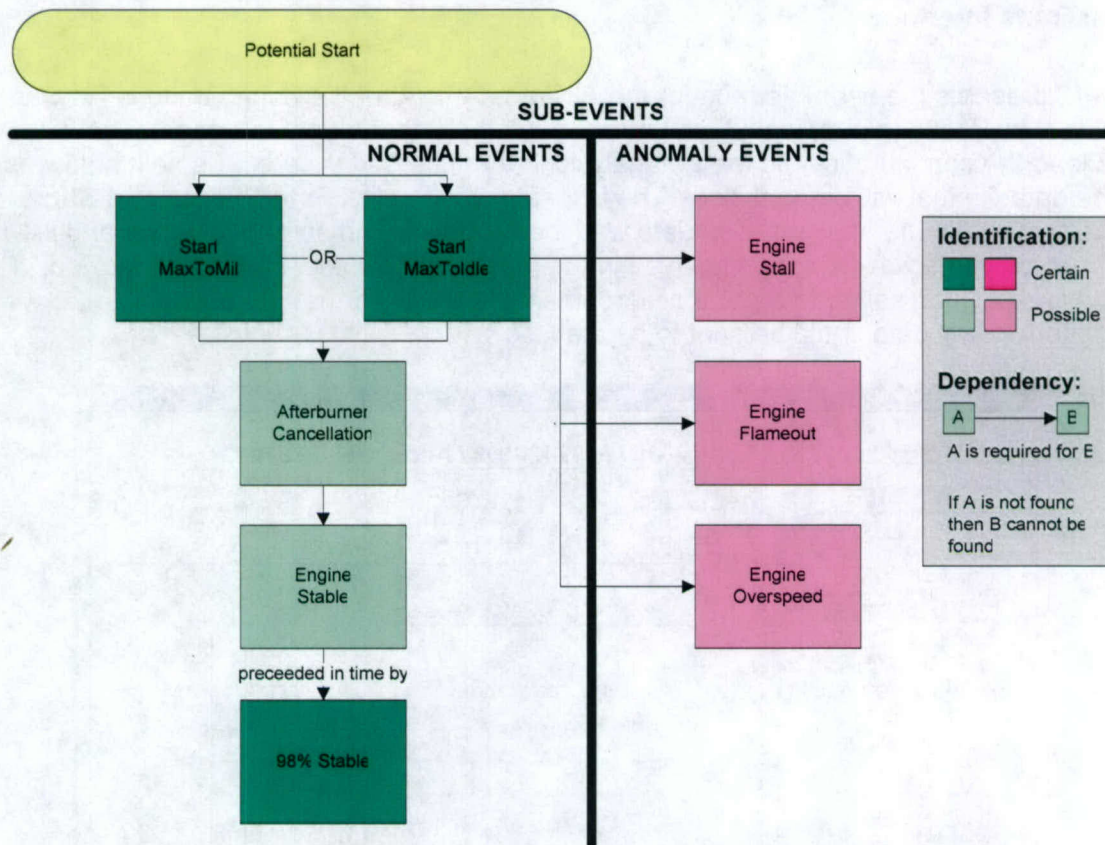 Potential Start
SUB-EVENTS
NORMAL EVENTS
ANOMALY EVENTS
Start
MaxToMil
OR
Start
MaxToIdle
Engine
Stall
Identification:
Certain
Possible
Afterburner
Cancellation
Engine
Flameout
Dependency:
A
B
A is required for B
If A is not found
then B cannot be
found
Engine
Stable
Engine
Overspeed
preceeded in time by
98% Stable